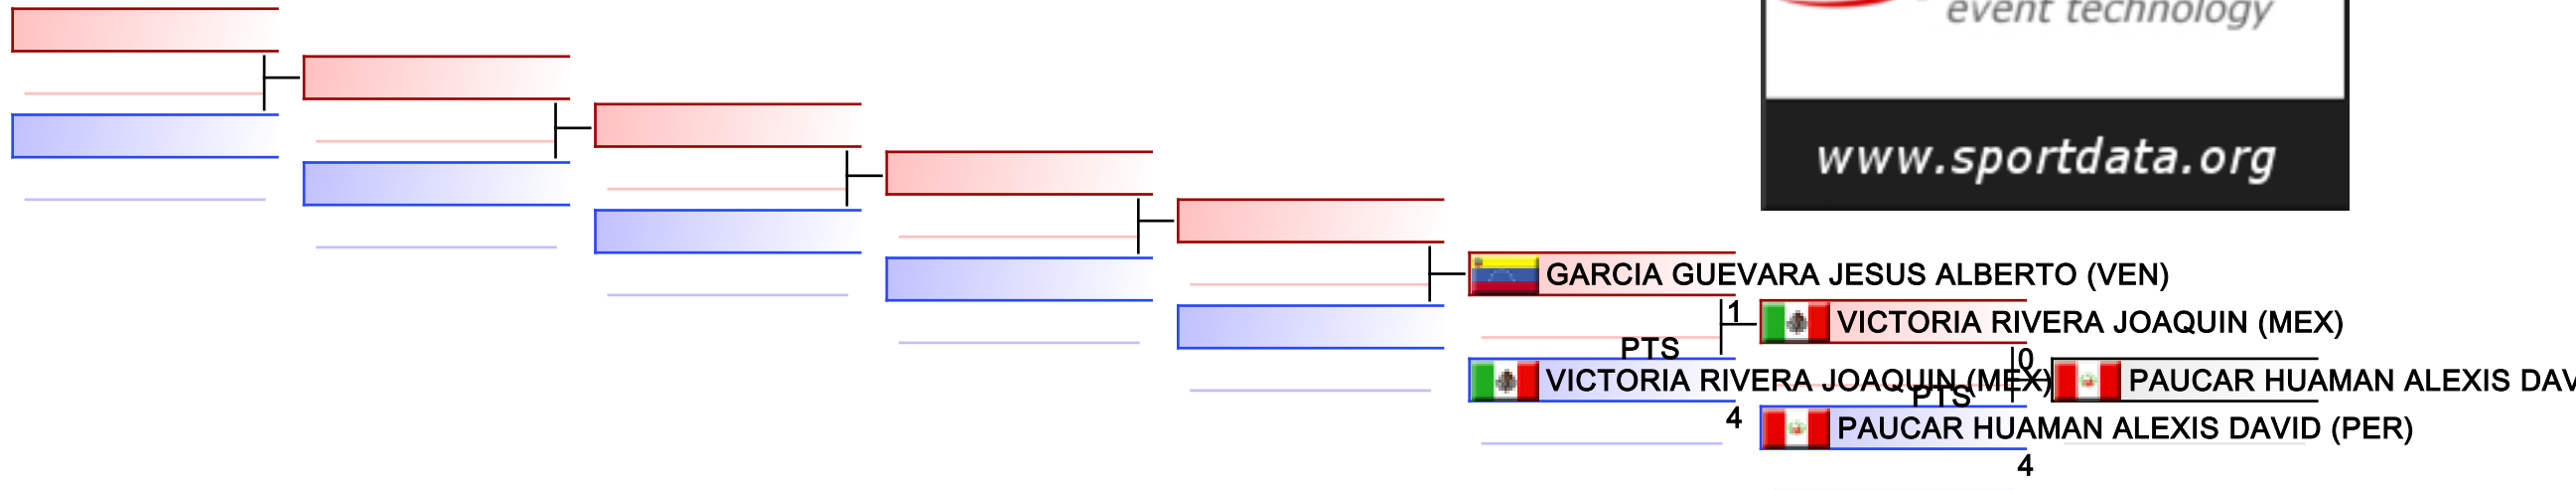 event technology
www.sportdata.org
GARCIA GUEVARA JESUS ALBERTO (VEN)
1
VICTORIA RIVERA JOAQUIN (MEX)
PTS
0
VICTORIA RIVERA JOAQUIN (MEX)
PAUCAR HUAMAN ALEXIS DAV
PTS
4
PAUCAR HUAMAN ALEXIS DAVID (PER)
4